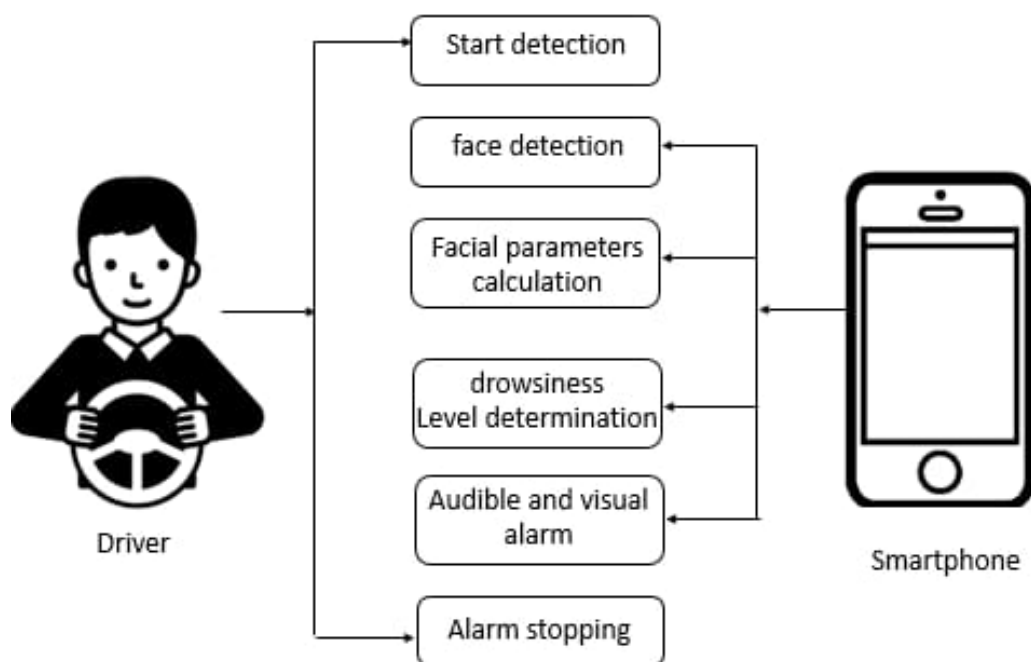 Start detection
face detection
Facial parameters
calculation
drowsiness
Level determination
Audible and visual
alarm
Alarm stopping
Driver
Smartphone